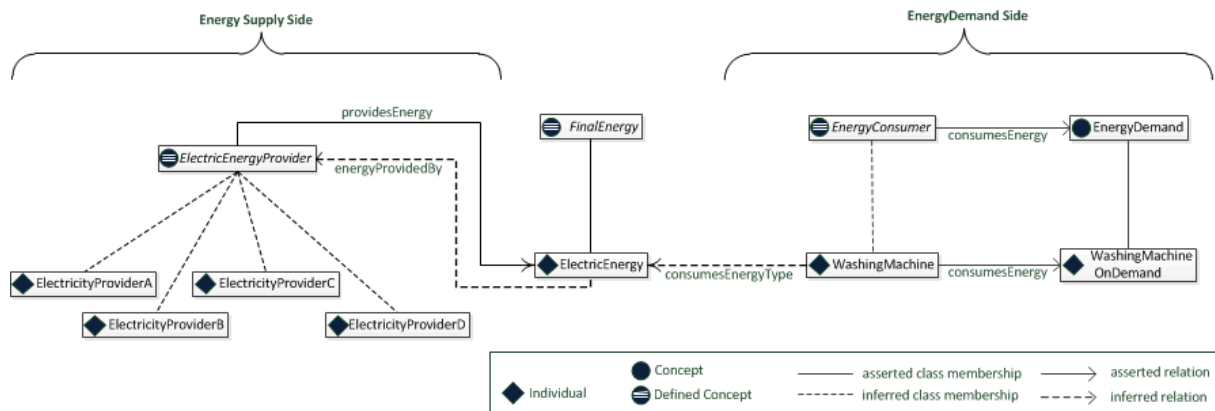 Energy Supply Side
EnergyDemand Side
providesEnergy
FinalEnergy
EnergyConsumer
consumesEnergy
EnergyDemand
ElectricEnergyProvider
energyProvidedBy
ElectricEnergy
consumesEnergyType
WashingMachine
consumesEnergy
WashingMachine
OnDemand
ElectricityProviderA
ElectricityProviderC
ElectricityProviderB
ElectricityProviderD
Individual
Concept
Defined Concept
asserted class membership
inferred class membership
asserted relation
inferred relation